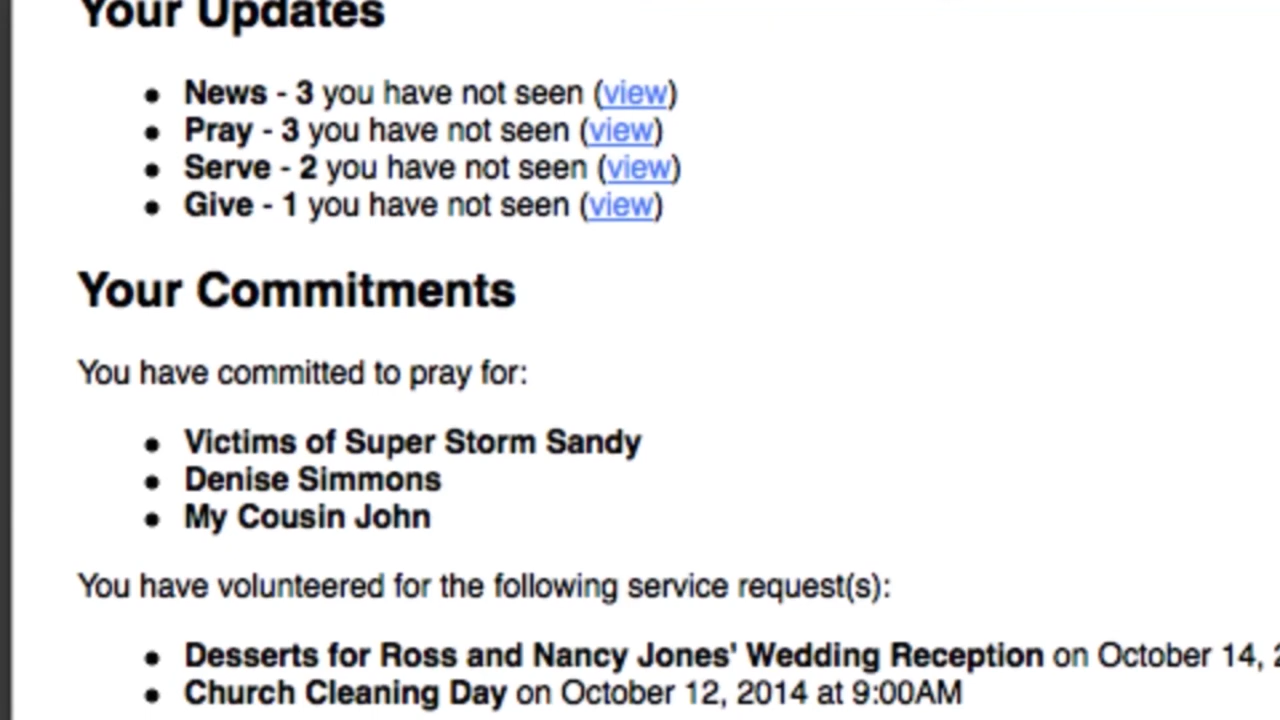 Your Updates
• News - 3 you have not seen (view)
• Pray - 3 you have not seen (view)
• Serve - 2 you have not seen (view)
• Give - 1 you have not seen (view)
Your Commitments
You have committed to pray for:
• Victims of Super Storm Sandy
• Denise Simmons
• My Cousin John
You have volunteered for the following service request(s):
• Desserts for Ross and Nancy Jones' Wedding Reception on October 14,
• Church Cleaning Day on October 12, 2014 at 9:00AM